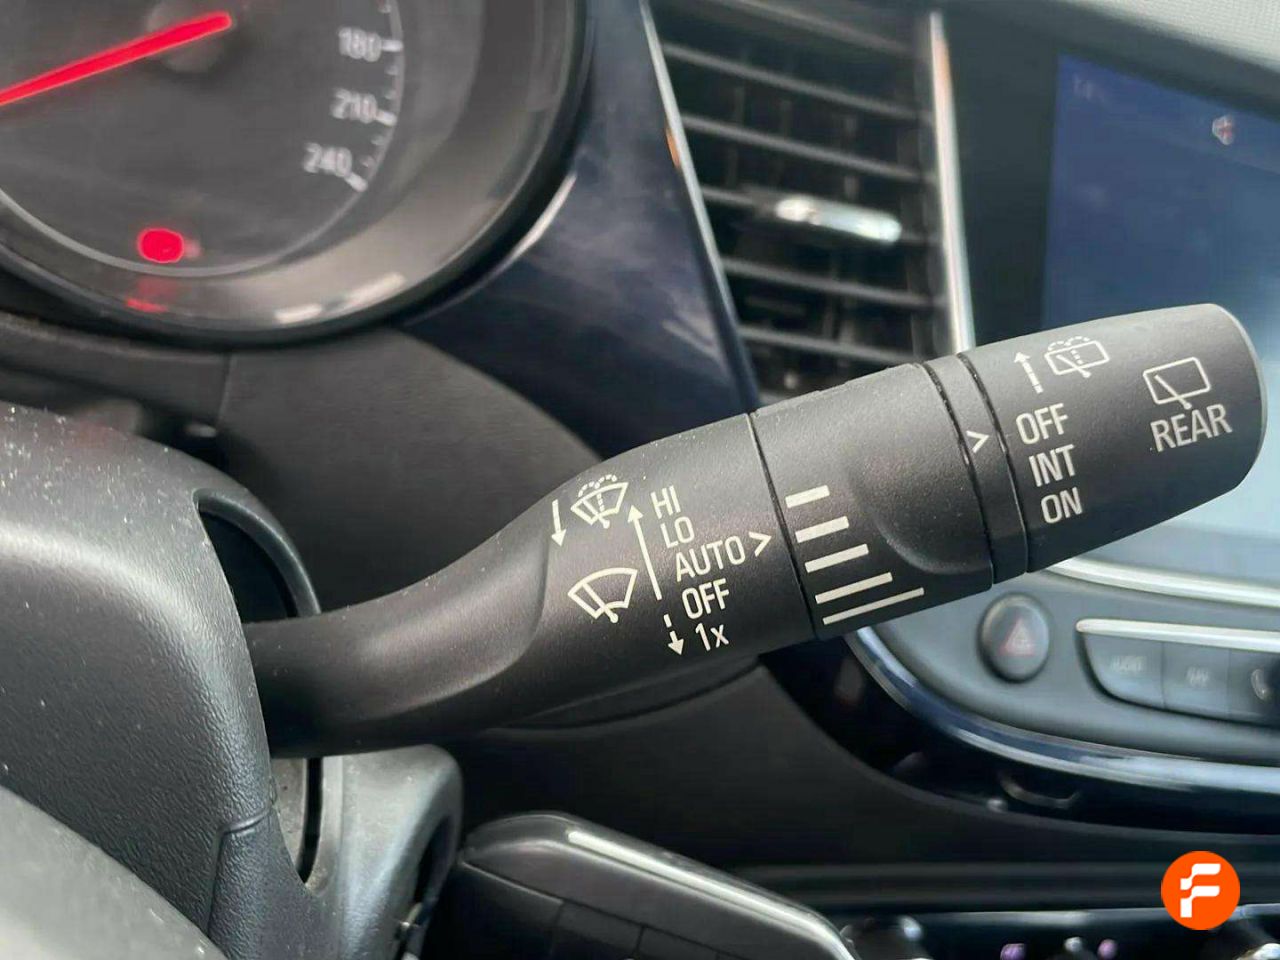 180
210
240
HI
LO
AUTO >
OFF
1x
>
OFF
INT
ON
REAR